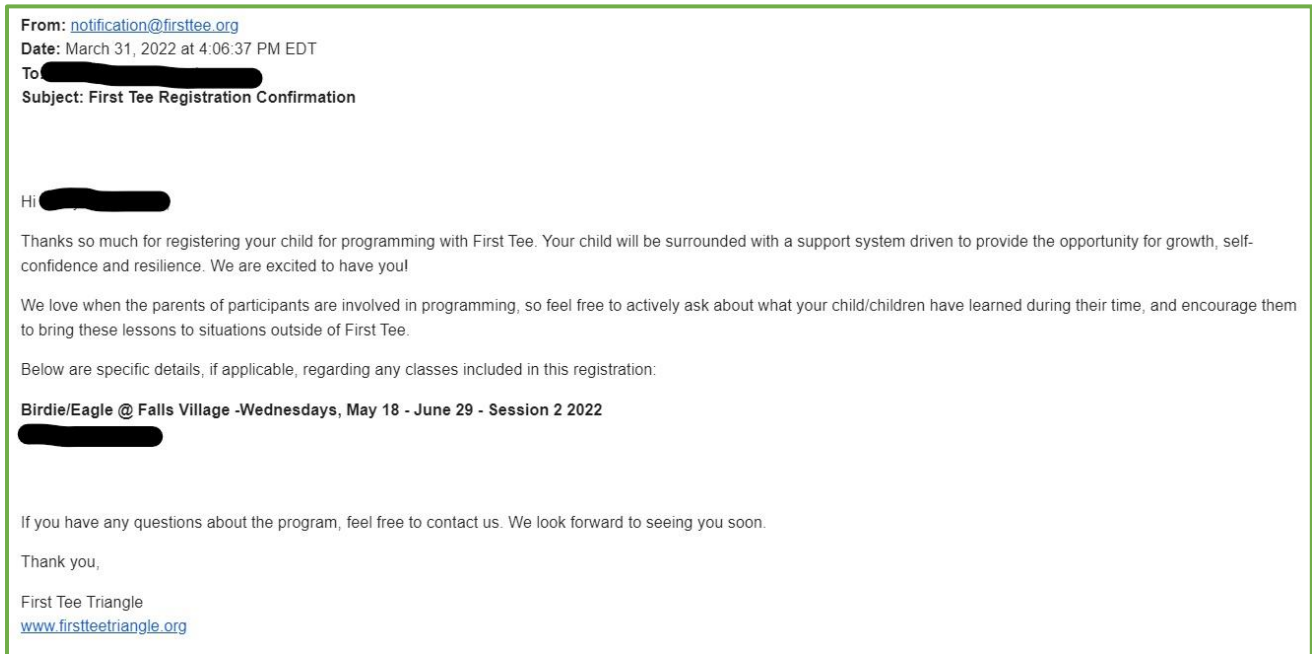 From: notification@firsttee.org
Date: March 31, 2022 at 4:06:37 PM EDT
To:
Subject: First Tee Registration Confirmation
Hi
Thanks so much for registering your child for programming with First Tee. Your child will be surrounded with a support system driven to provide the opportunity for growth, self-
confidence and resilience. We are excited to have you!
We love when the parents of participants are involved in programming, so feel free to actively ask about what your child/children have learned during their time, and encourage them
to bring these lessons to situations outside of First Tee.
Below are specific details, if applicable, regarding any classes included in this registration:
Birdie/Eagle @ Falls Village -Wednesdays, May 18 - June 29 - Session 2 2022
If you have any questions about the program, feel free to contact us. We look forward to seeing you soon.
Thank you,
First Tee Triangle
www.firstteetriangle.org